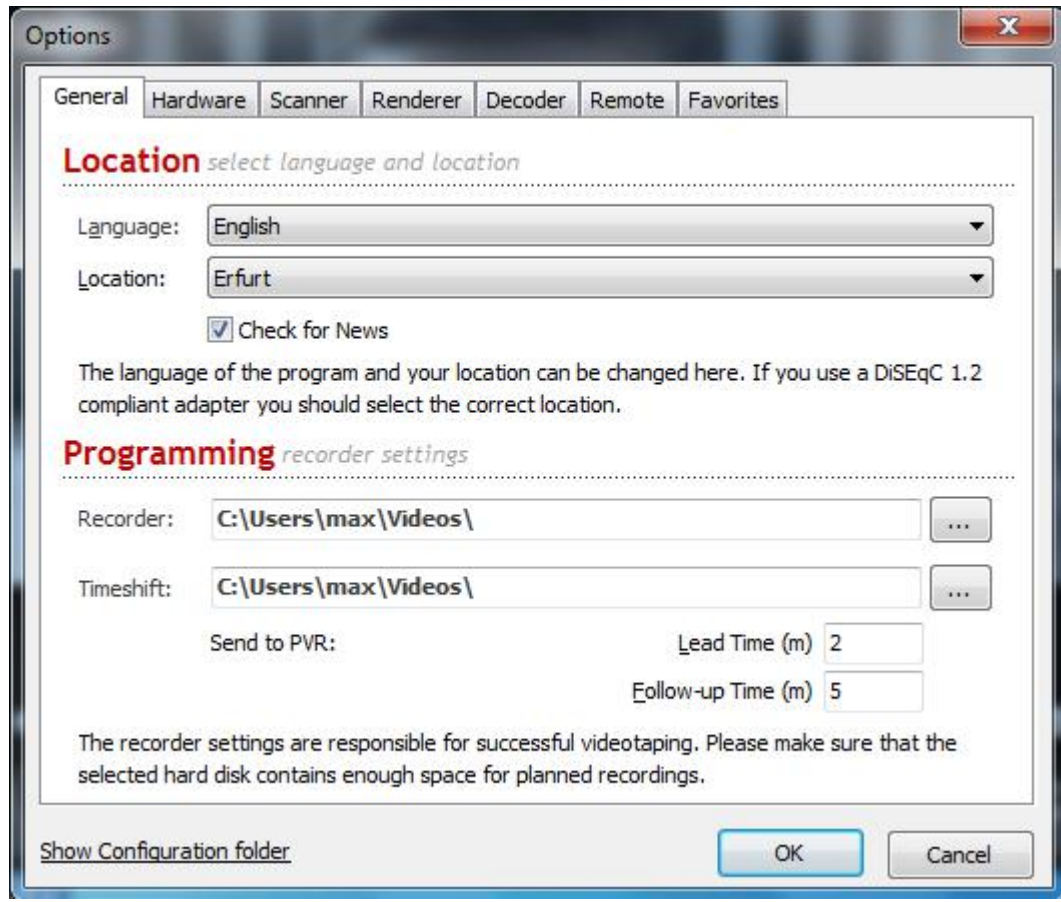 Options
General Hardware Scanner Renderer Decoder Remote Favorites
Location select language and location
Language: English
Location: Erfurt
Check for News
The language of the program and your location can be changed here. If you use a DiSEqC 1.2
compliant adapter you should select the correct location.
Programming recorder settings
Recorder: C:\Users\max\Videos\ ...
Timeshift: C:\Users\max\Videos\ ...
Send to PVR: Lead Time (m) 2
Follow-up Time (m) 5
The recorder settings are responsible for successful videotaping. Please make sure that the
selected hard disk contains enough space for planned recordings.
Show Configuration folder OK Cancel